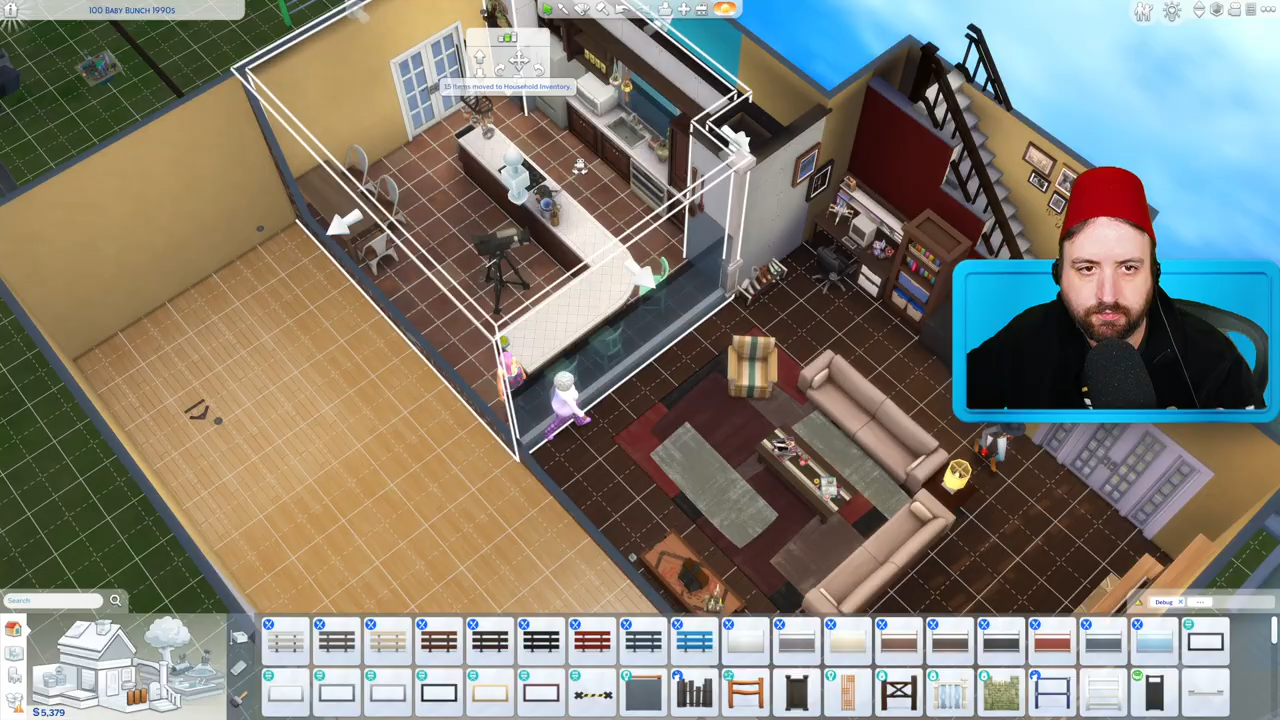 100 BABY BUNCH 1990S
15 Items moved to Household Inventory.
Debug
Search
§5,379